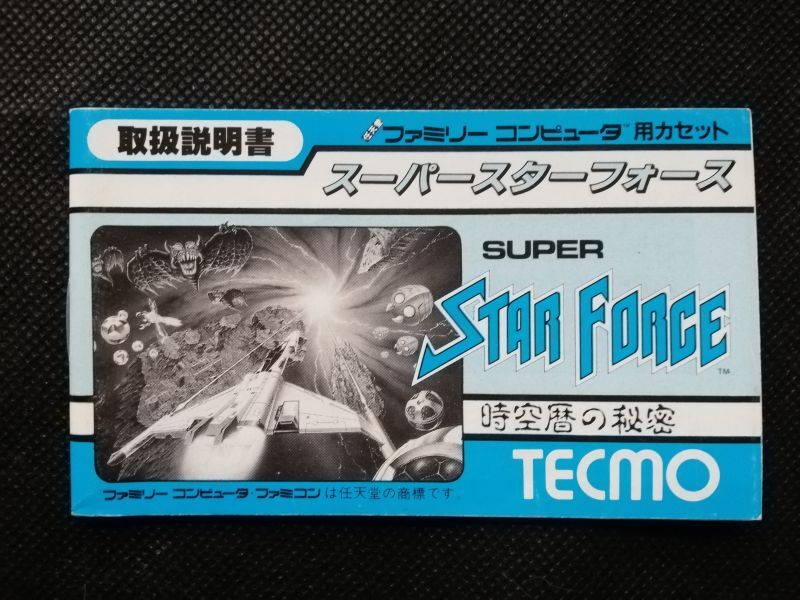 取扱説明書
任天堂 ファミリー コンピュータ™ 用カセット
スーパースターフォース
SUPER
STAR FORCE™
時空暦の秘密
TECMO
ファミリー コンピュータ・ファミコン は任天堂の商標です。